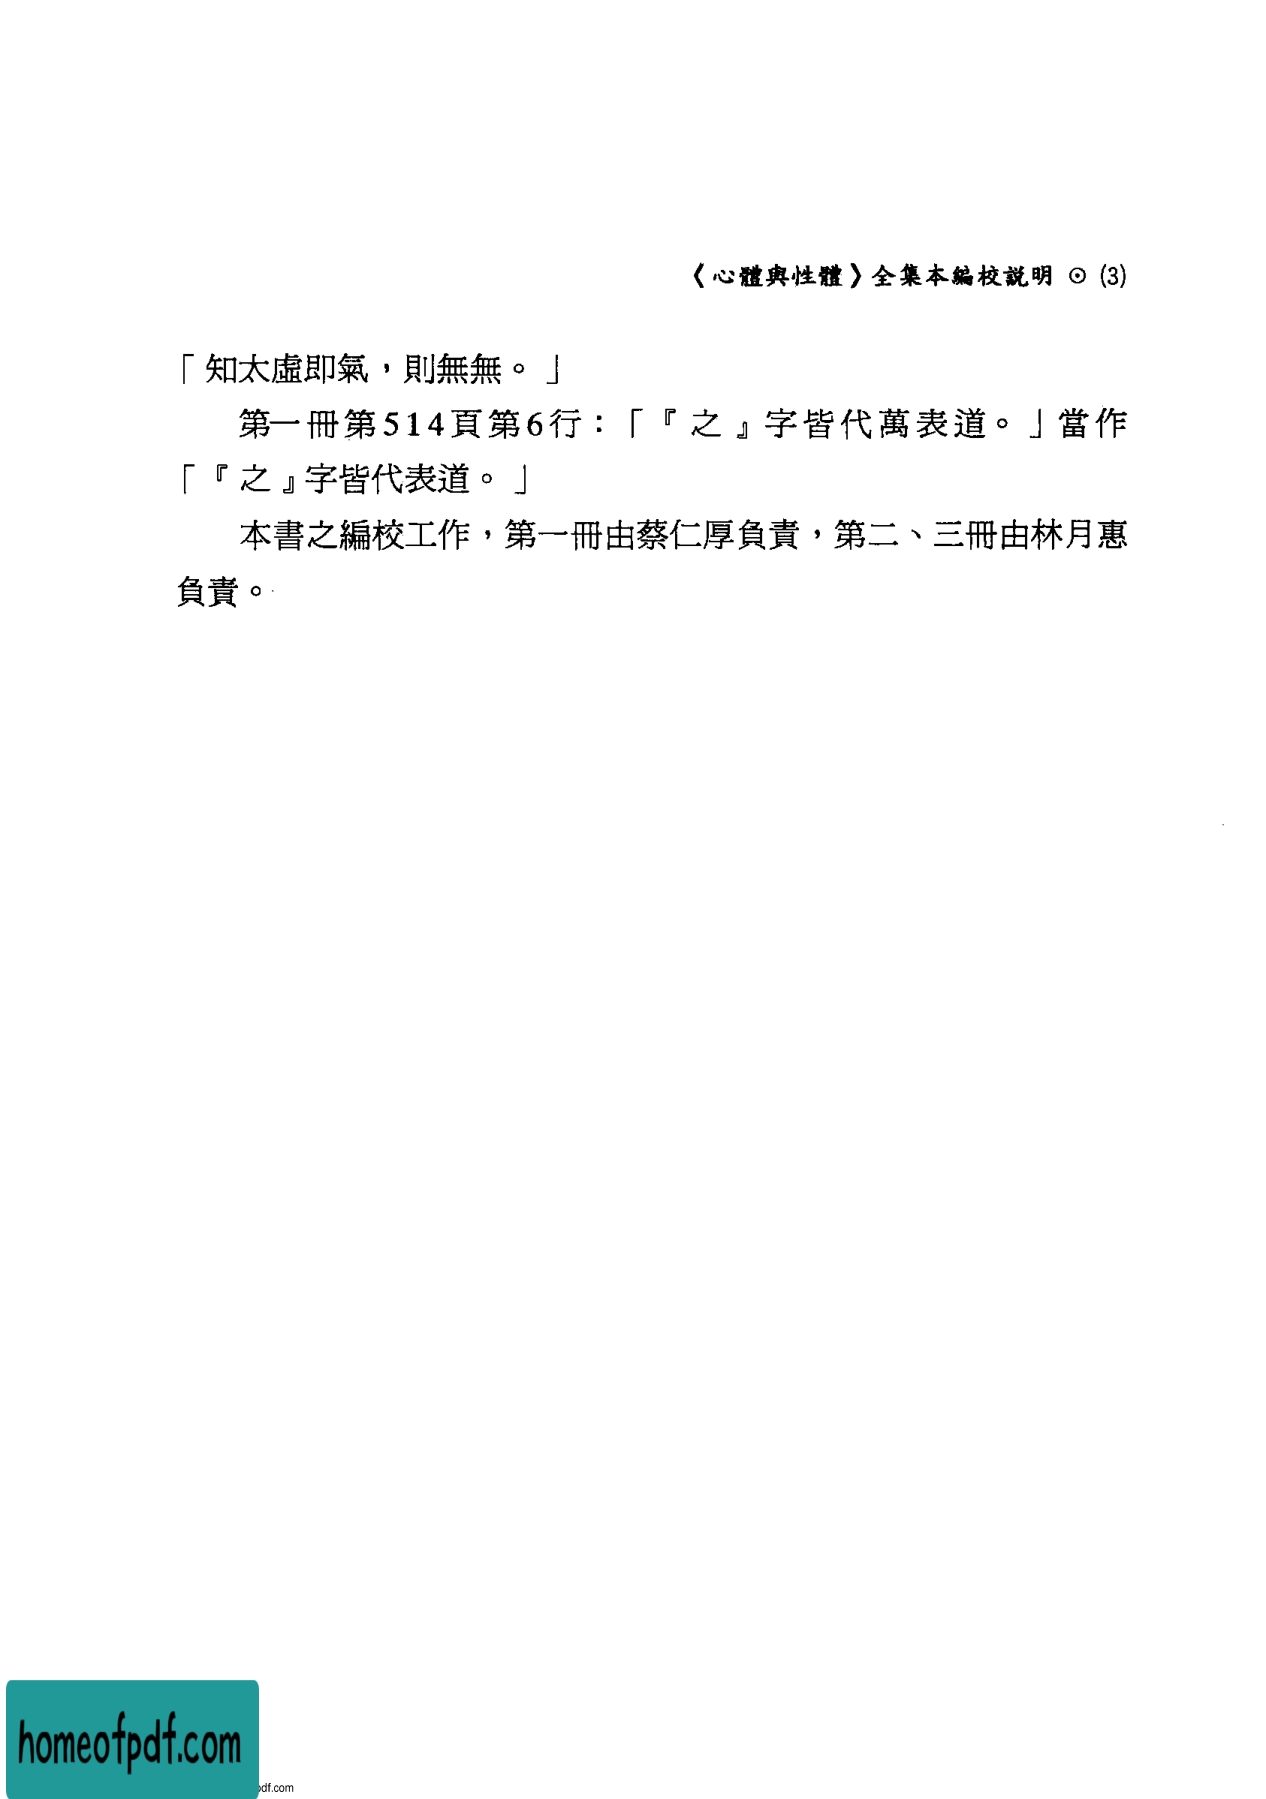 《心體與性體》全集本編校説明 ⊙ (3)
「知太虛即氣，則無無。」
第一冊第514頁第6行：「『之』字皆代萬表道。」當作
「『之』字皆代表道。」
本書之編校工作，第一冊由蔡仁厚負責，第二、三冊由林月惠
負責。
homeofpdf.com
pdf.com